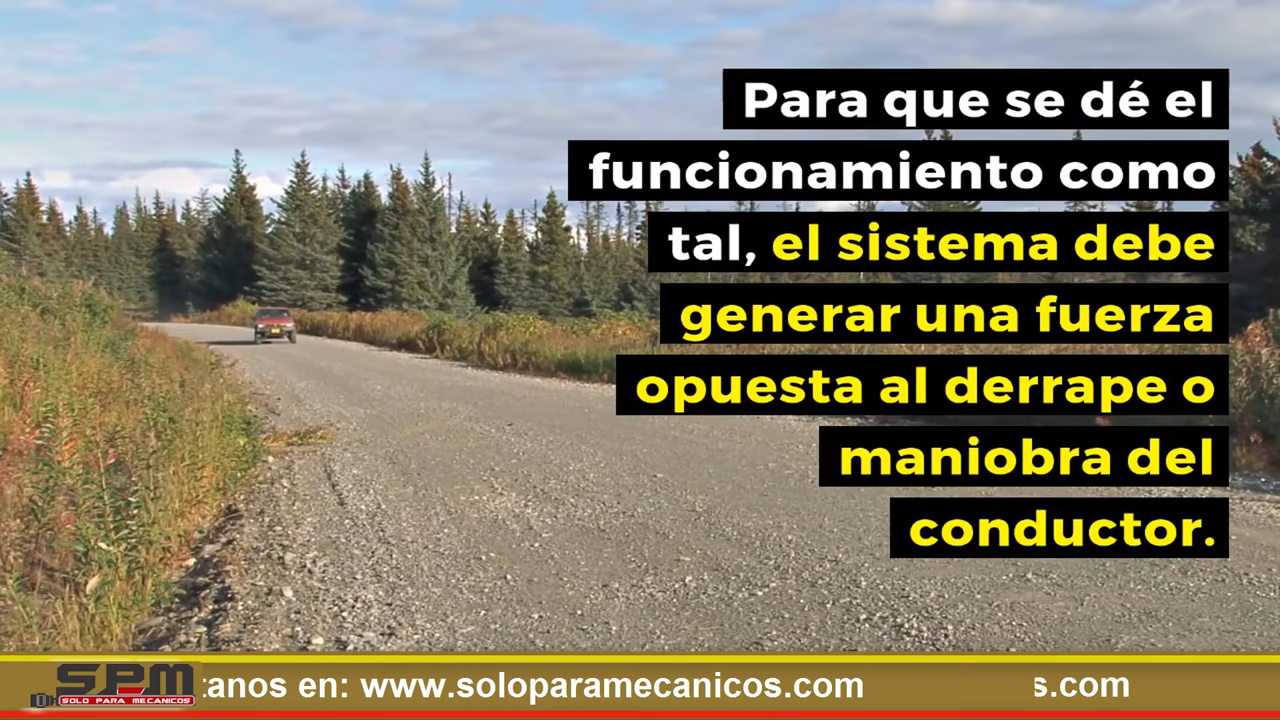 Para que se dé el
funcionamiento como
tal, el sistema debe
generar una fuerza
opuesta al derrape o
maniobra del
conductor.
SPM
SOLO PARA MECANICOS
tanos en: www.soloparamecanicos.com
s.com